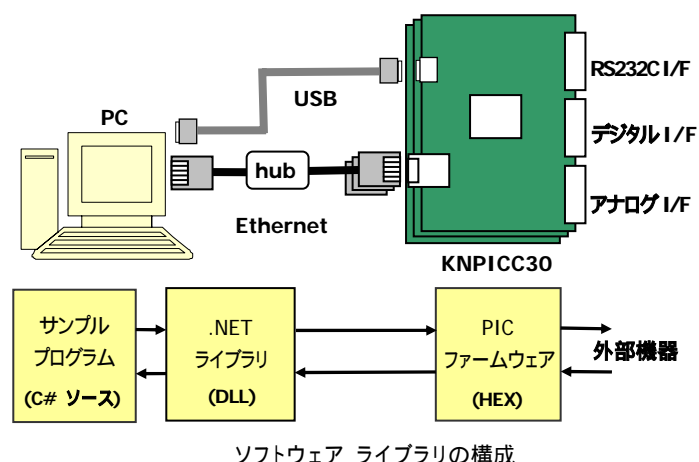 PC
USB
hub
Ethernet
RS232C I/F
デジタル I/F
アナログ I/F
KNPICC30
サンプル
プログラム
(C# ソース)
.NET
ライブラリ
(DLL)
PIC
ファームウェア
(HEX)
外部機器
ソフトウェア ライブラリの構成